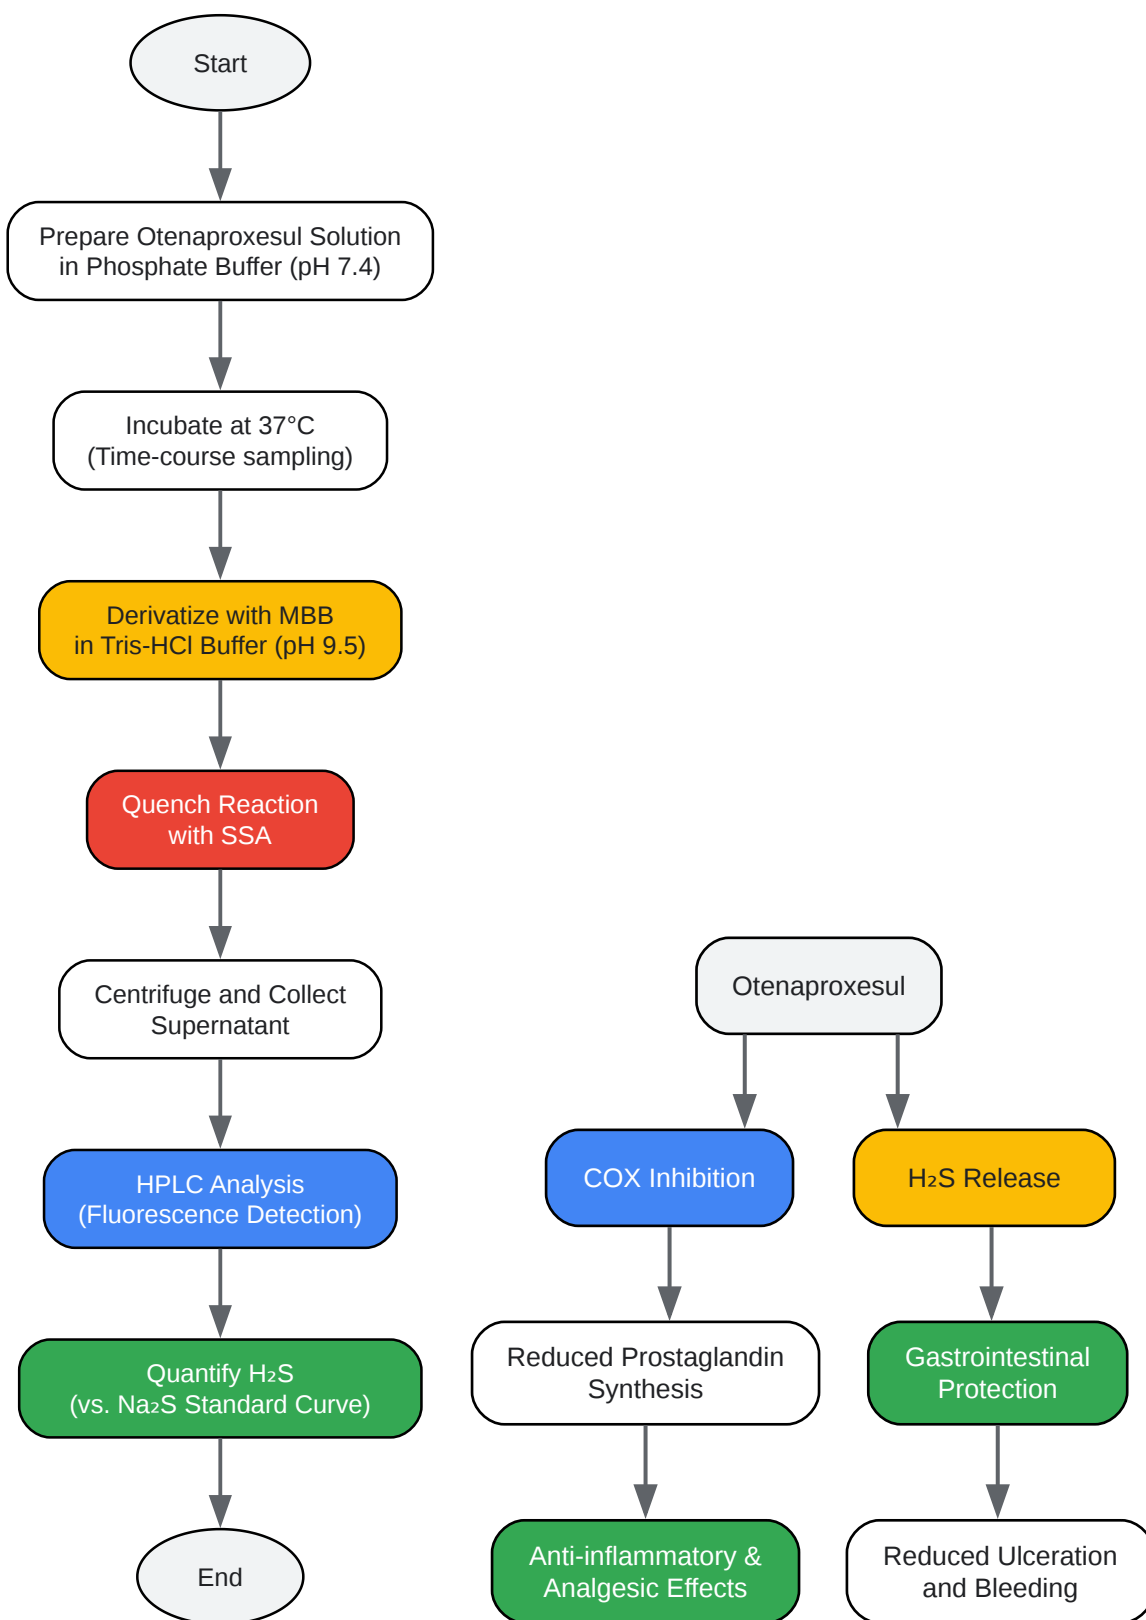 Start
Prepare Otenaproxesul Solution
in Phosphate Buffer (pH 7.4)
Incubate at 37°C
(Time-course sampling)
Derivatize with MBB
in Tris-HCl Buffer (pH 9.5)
Quench Reaction
with SSA
Centrifuge and Collect
Supernatant
HPLC Analysis
(Fluorescence Detection)
Quantify H₂S
(vs. Na₂S Standard Curve)
End
Otenaproxesul
COX Inhibition
H₂S Release
Reduced Prostaglandin
Synthesis
Gastrointestinal
Protection
Anti-inflammatory &
Analgesic Effects
Reduced Ulceration
and Bleeding